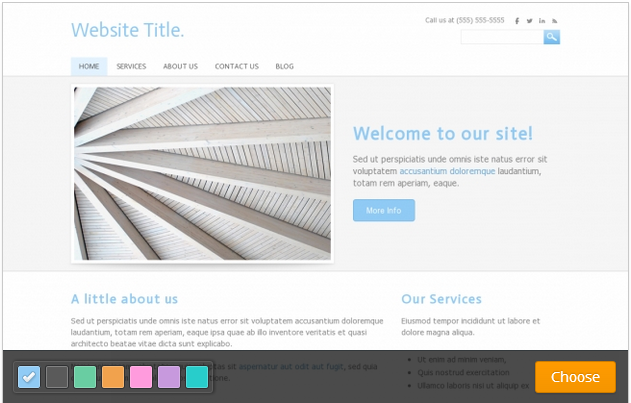 Website Title.
Call us at (555) 555-5555
HOME SERVICES ABOUT US CONTACT US BLOG
Welcome to our site!
Sed ut perspiciatis unde omnis iste natus error sit
voluptatem accusantium doloremque laudantium,
totam rem aperiam, eaque.
More Info
A little about us
Sed ut perspiciatis unde omnis iste natus error sit voluptatem accusantium doloremque
laudantium, totam rem aperiam, eaque ipsa quae ab illo inventore veritatis et quasi
architecto beatae vitae dicta sunt explicabo.
sit aspernatur aut odit aut fugit, sed quia
Our Services
Eiusmod tempor incididunt ut labore et
dolore magna aliqua.
Ut enim ad minim veniam,
Quis nostrud exercitation
Ullamco laboris nisi ut aliquip ex
Choose